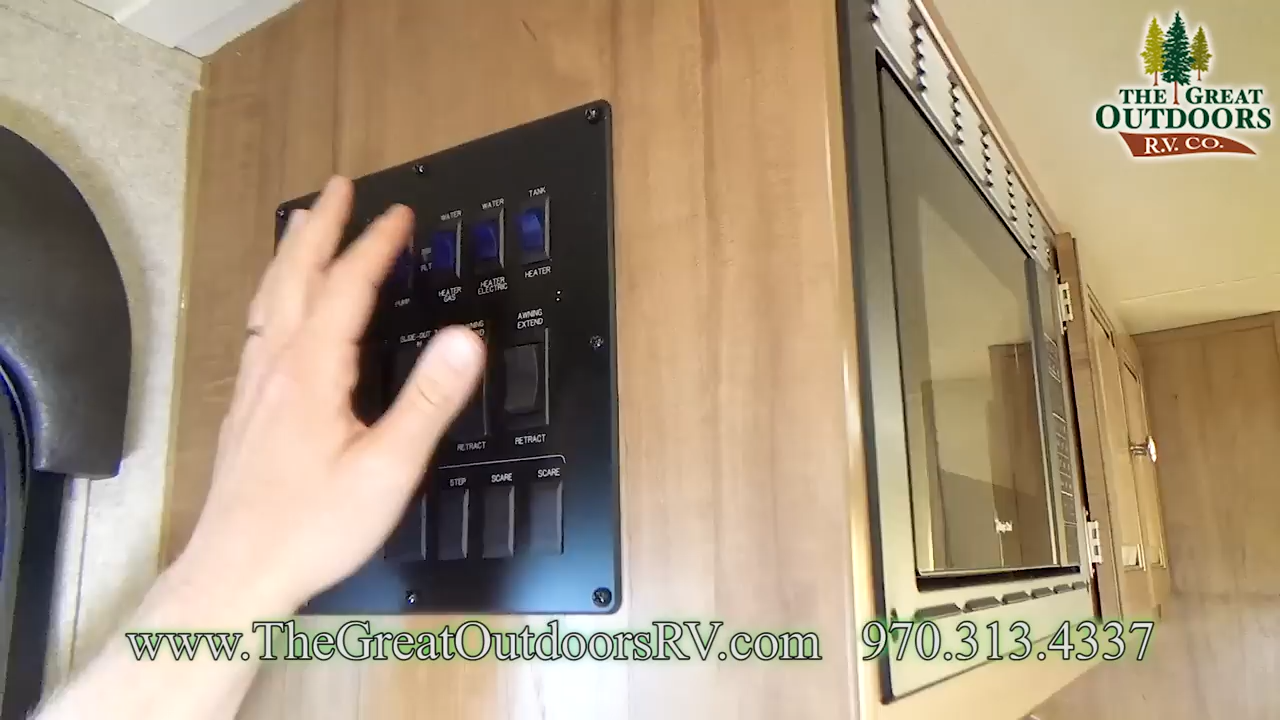 THE GREAT
OUTDOORS
R.V. CO.
WATER
WATER
TANK
PUMP
HEATER
GAS
HEATER
ELECTRIC
HEATER
SLIDE-OUT
AWNING
EXTEND
RETRACT
RETRACT
STEP
SCARE
SCARE
www.TheGreatOutdoorsRV.com 970.313.4337